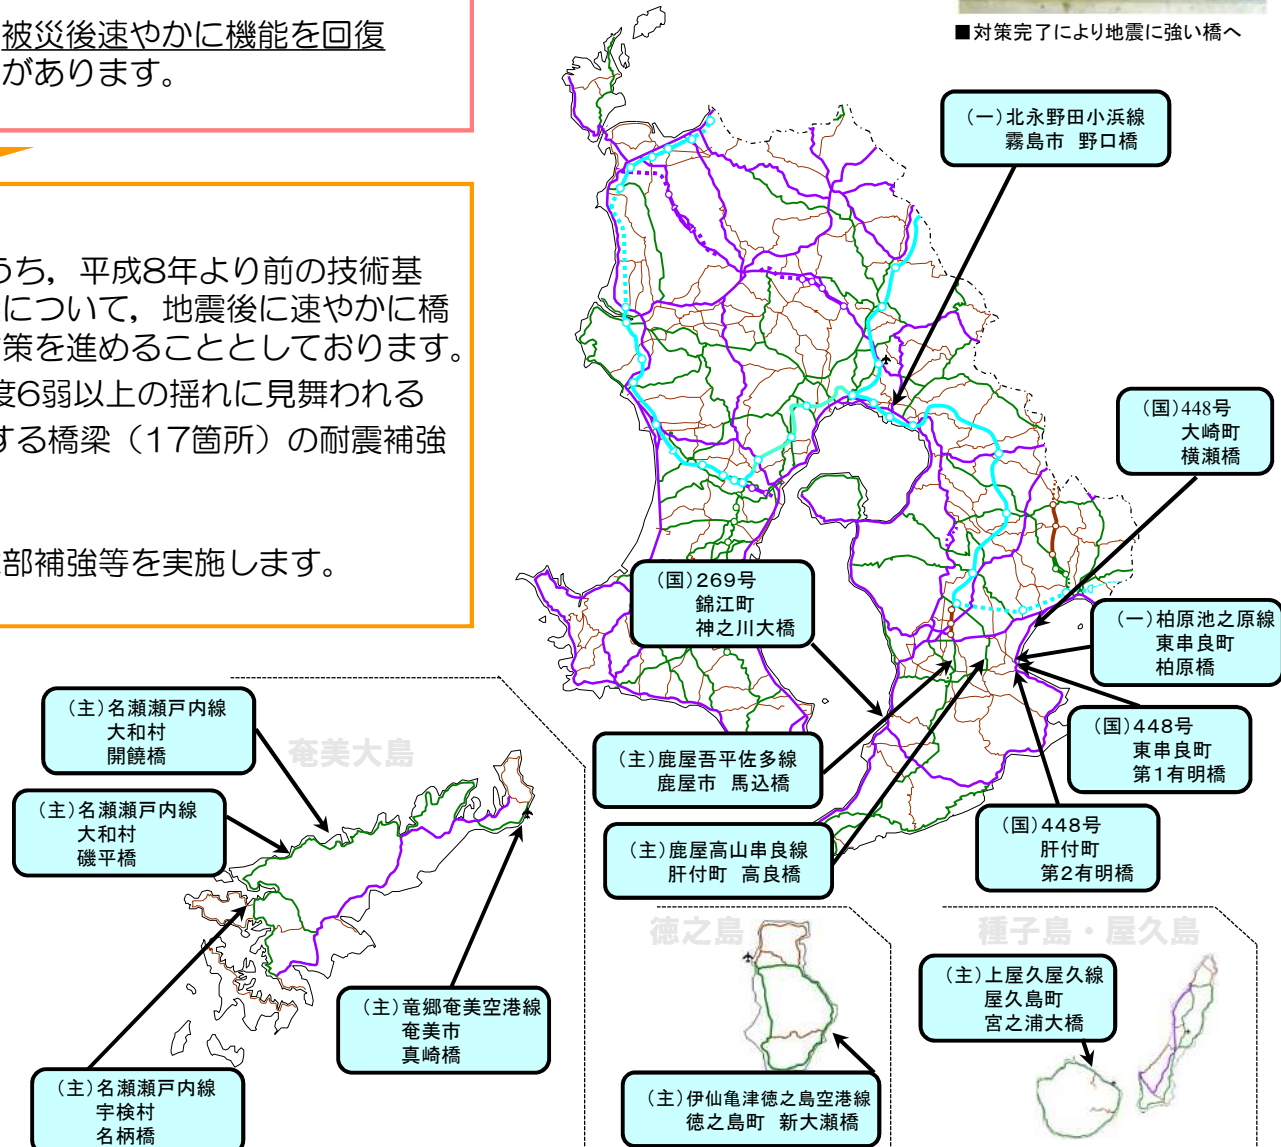 被災後速やかに機能を回復
があります。
うち，平成8年より前の技術基
について，地震後に速やかに橋
策を進めることとしております。
度6弱以上の揺れに見舞われる
する橋梁（17箇所）の耐震補強
部補強等を実施します。
■対策完了により地震に強い橋へ
（一）北永野田小浜線
霧島市 野口橋
（国）448号
大崎町
横瀬橋
（国）269号
錦江町
神之川大橋
（一）柏原池之原線
東串良町
柏原橋
（国）448号
東串良町
第1有明橋
（主）鹿屋吾平佐多線
鹿屋市 馬込橋
（国）448号
肝付町
第2有明橋
（主）鹿屋高山串良線
肝付町 高良橋
奄美大島
（主）名瀬瀬戸内線
大和村
開饒橋
（主）名瀬瀬戸内線
大和村
磯平橋
（主）竜郷奄美空港線
奄美市
真崎橋
（主）名瀬瀬戸内線
宇検村
名柄橋
徳之島
（主）伊仙亀津徳之島空港線
徳之島町 新大瀬橋
種子島・屋久島
（主）上屋久屋久線
屋久島町
宮之浦大橋